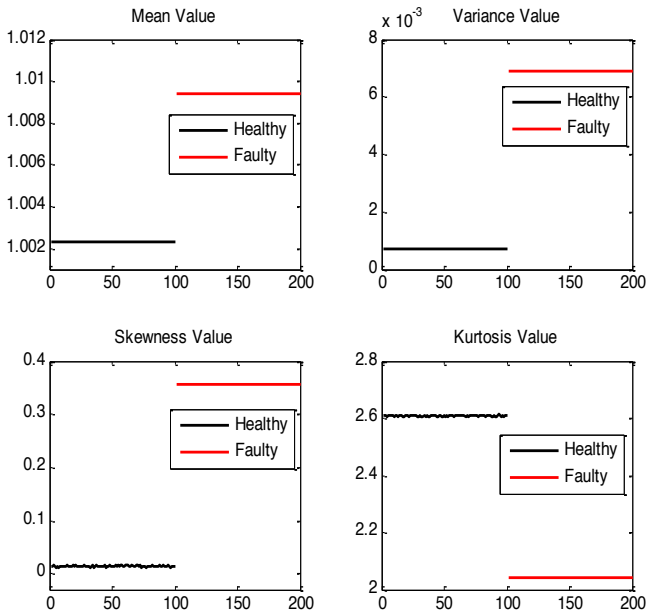 Mean Value
1.012
1.01
1.008
1.006
1.004
1.002
0 50 100 150 200
Healthy
Faulty
Variance Value
x 10^-3
8
6
4
2
0
0 50 100 150 200
Healthy
Faulty
Skewness Value
0.4
0.3
0.2
0.1
0
0 50 100 150 200
Healthy
Faulty
Kurtosis Value
2.8
2.6
2.4
2.2
2
0 50 100 150 200
Healthy
Faulty